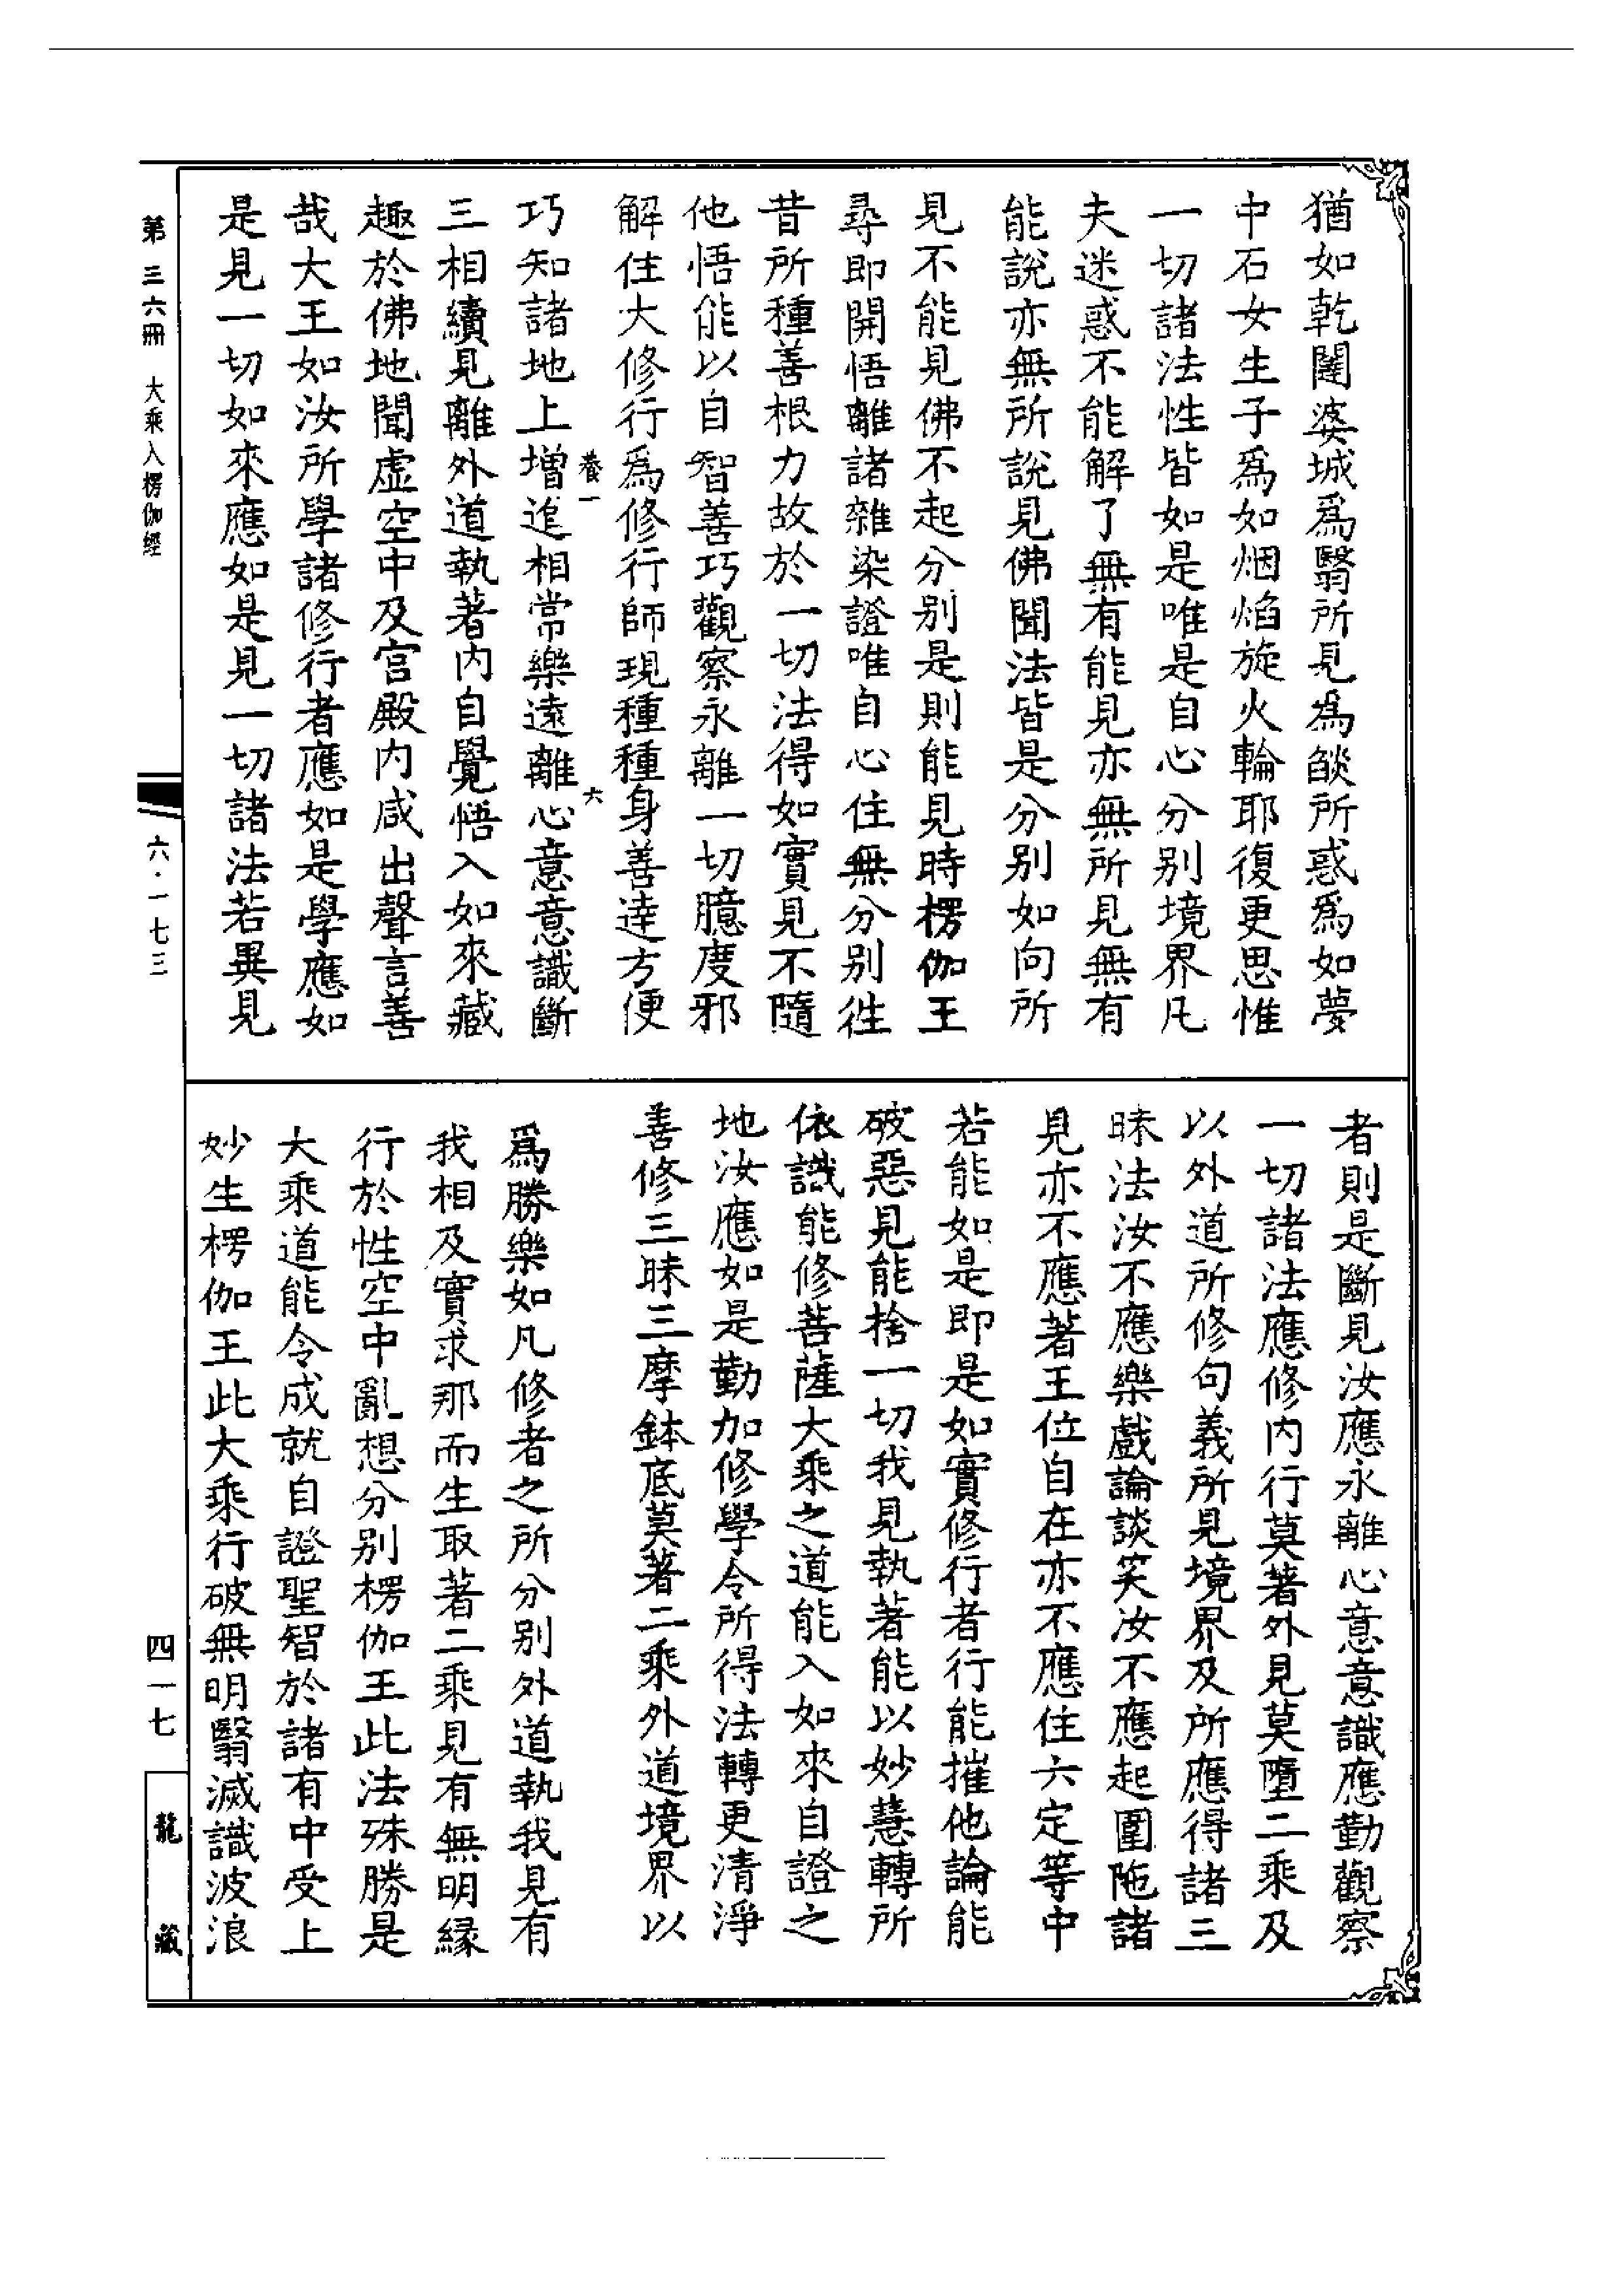 猶如乾闥婆城爲翳所見爲燄所惑爲如夢
中石女生子爲如烟焰旋火輪耶復更思惟
一切諸法性皆如是唯是自心分别境界凡
夫迷惑不能解了無有能見亦無所見無有
能說亦無所說見佛聞法皆是分别如向所
見不能見佛不起分别是則能見時楞伽王
尋即開悟離諸雜染證唯自心住無分别徃
昔所種善根力故於一切法得如實見不隨
他悟能以自智善巧觀察永離一切臆度邪
解住大修行爲修行師現種種身善達方便
卷一 六
巧知諸地上增進相常樂遠離心意意識斷
三相續見離外道執著内自覺悟入如來藏
趣於佛地聞虚空中及宫殿内咸出聲言善
哉大王如汝所學諸修行者應如是學應如
是見一切如來應如是見一切諸法若異見
者則是斷見汝應永離心意意識應勤觀察
一切諸法應修内行莫著外見莫墮二乘及
以外道所修句義所見境界及所應得諸三
昧法汝不應樂戲論談笑汝不應起圍陀諸
見亦不應著王位自在亦不應住六定等中
若能如是即是如實修行者行能摧他論能
破惡見能捨一切我見執著能以妙慧轉所
依識能修菩薩大乘之道能入如來自證之
地汝應如是勤加修學令所得法轉更清淨
善修三昧三摩鉢底莫著二乘外道境界以
爲勝樂如凡修者之所分别外道執我見有
我相及實求那而生取著二乘見有無明緣
行於性空中亂想分别楞伽王此法殊勝是
大乘道能令成就自證聖智於諸有中受上
妙生楞伽王此大乘行破無明翳滅識波浪
第三六冊 大乘入楞伽經
六·一七三
四一七
龍藏